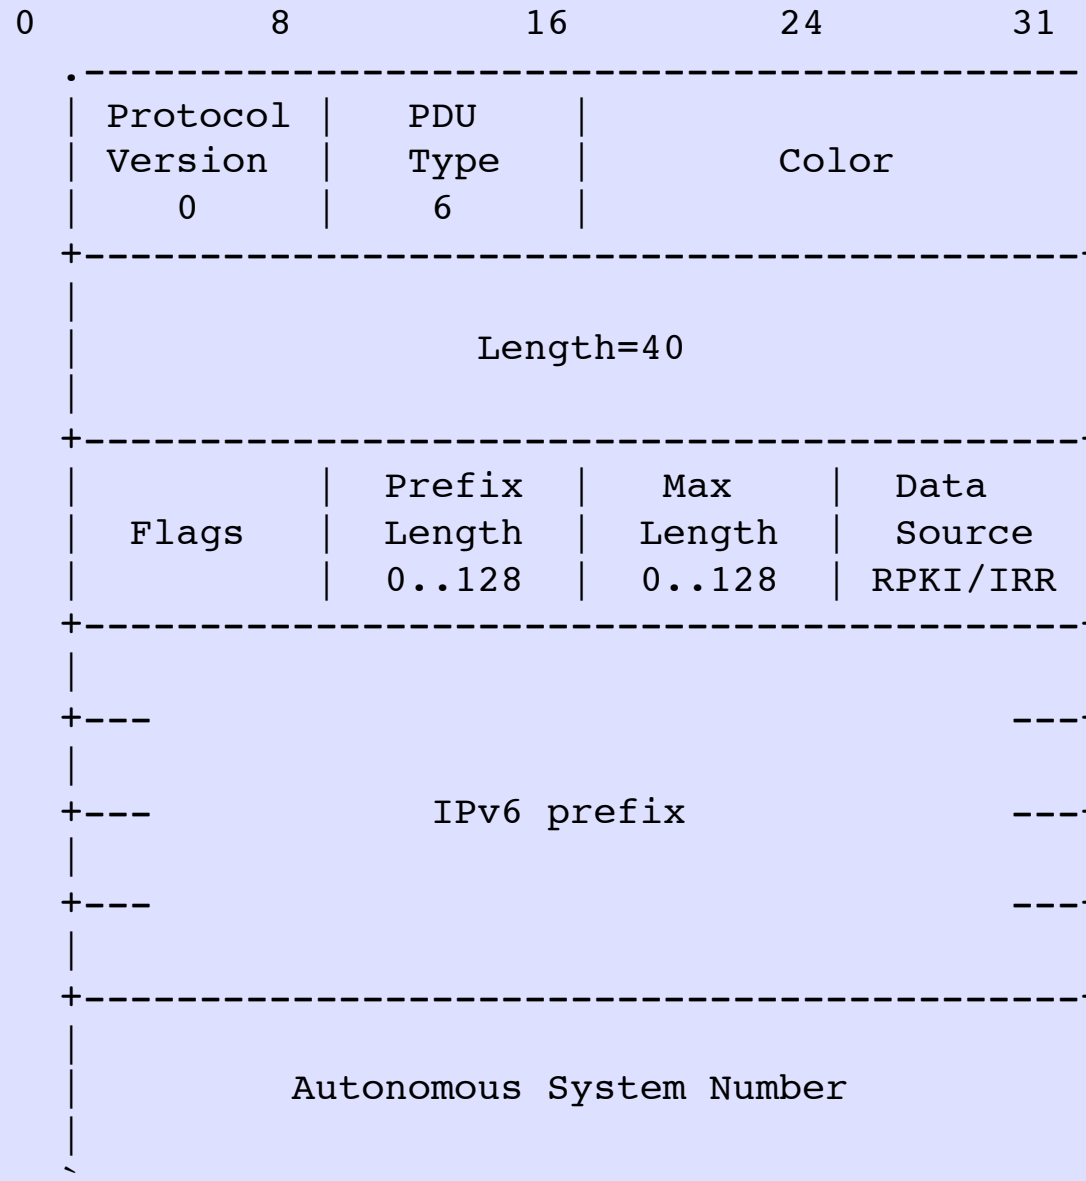 0 8 16 24 31
.-------------------------------------------
| Protocol | PDU |
| Version | Type | Color
| 0 | 6 |
+-------------------------------------------+
|
| Length=40
|
+-------------------------------------------+
| | Prefix | Max | Data
| Flags | Length | Length | Source
| | 0..128 | 0..128 | RPKI/IRR
+-------------------------------------------+
|
+--- ---+
|
+--- IPv6 prefix ---+
|
+--- ---+
|
+-------------------------------------------+
|
| Autonomous System Number
|
`